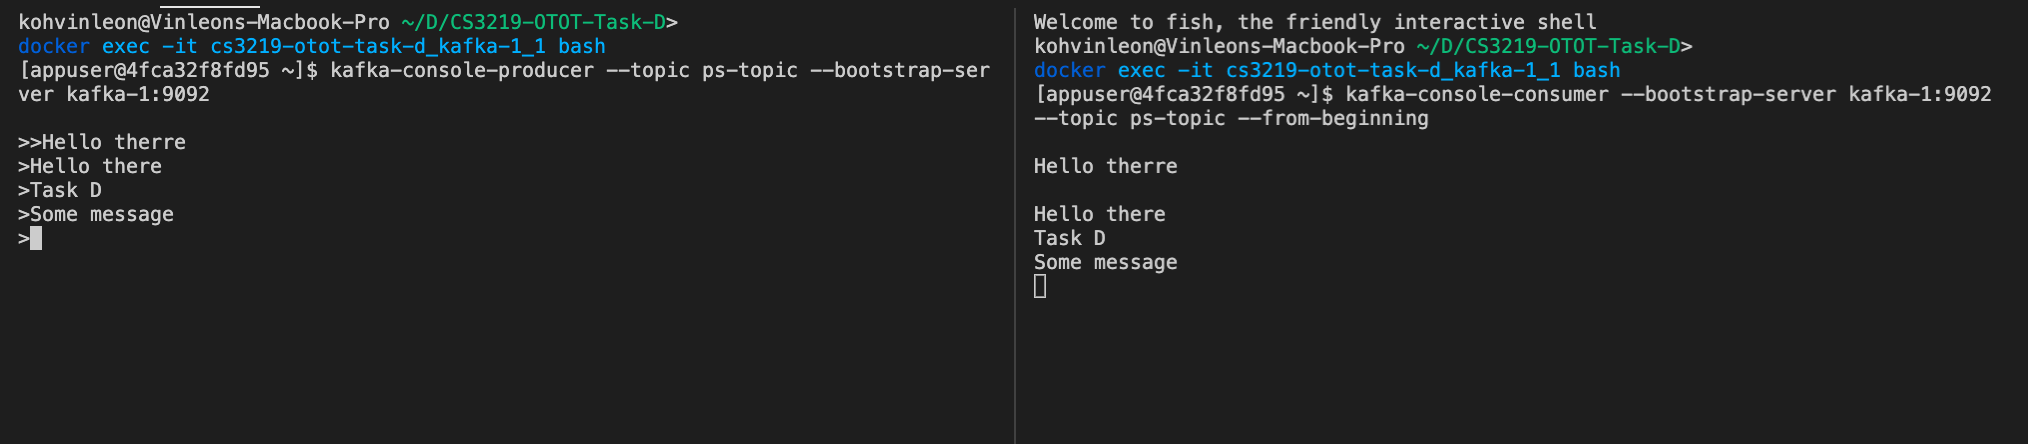 kohvinleon@Vinleons-Macbook-Pro ~/D/CS3219-OTOT-Task-D>
docker exec -it cs3219-otot-task-d_kafka-1_1 bash
[appuser@4fca32f8fd95 ~]$ kafka-console-producer --topic ps-topic --bootstrap-ser
ver kafka-1:9092
>>Hello therre
>Hello there
>Task D
>Some message
>
Welcome to fish, the friendly interactive shell
kohvinleon@Vinleons-Macbook-Pro ~/D/CS3219-OTOT-Task-D>
docker exec -it cs3219-otot-task-d_kafka-1_1 bash
[appuser@4fca32f8fd95 ~]$ kafka-console-consumer --bootstrap-server kafka-1:9092
--topic ps-topic --from-beginning
Hello therre
Hello there
Task D
Some message